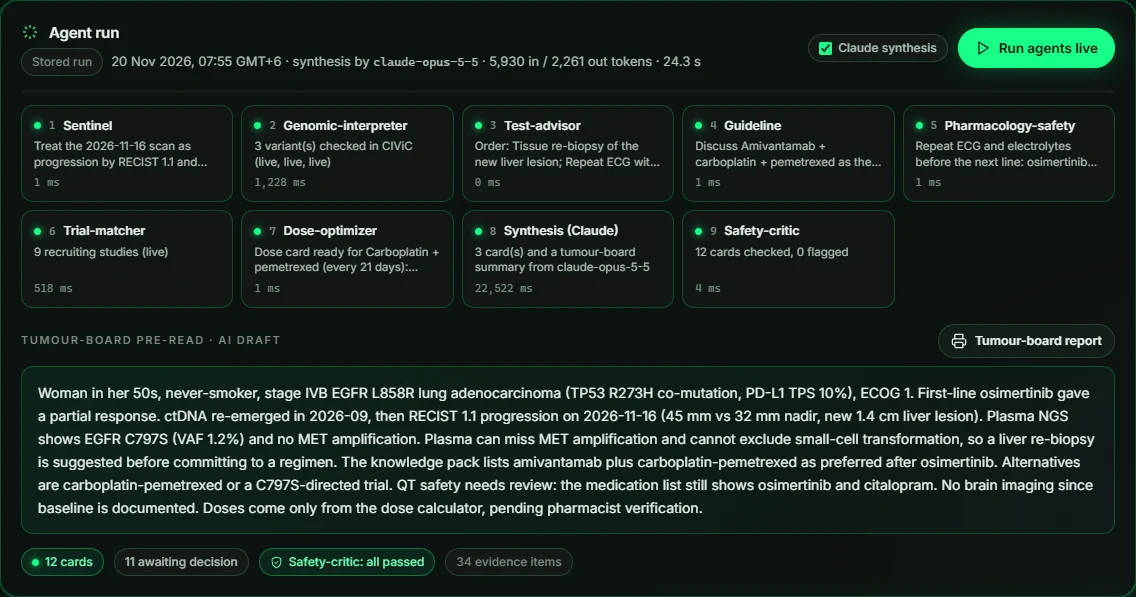 Agent run
Stored run 20 Nov 2026, 07:55 GMT+6 · synthesis by claude-opus-5-5 · 5,930 in / 2,261 out tokens · 24.3 s
Claude synthesis
Run agents live
1 Sentinel
Treat the 2026-11-16 scan as
progression by RECIST 1.1 and...
1 ms
2 Genomic-interpreter
3 variant(s) checked in CIViC
(live, live, live)
1,228 ms
3 Test-advisor
Order: Tissue re-biopsy of the
new liver lesion; Repeat ECG wit...
0 ms
4 Guideline
Discuss Amivantamab +
carboplatin + pemetrexed as the...
1 ms
5 Pharmacology-safety
Repeat ECG and electrolytes
before the next line: osimertinib...
1 ms
6 Trial-matcher
9 recruiting studies (live)
518 ms
7 Dose-optimizer
Dose card ready for Carboplatin +
pemetrexed (every 21 days):...
1 ms
8 Synthesis (Claude)
3 card(s) and a tumour-board
summary from claude-opus-5-5
22,522 ms
9 Safety-critic
12 cards checked, 0 flagged
4 ms
TUMOUR-BOARD PRE-READ · AI DRAFT
Tumour-board report
Woman in her 50s, never-smoker, stage IVB EGFR L858R lung adenocarcinoma (TP53 R273H co-mutation, PD-L1 TPS 10%), ECOG 1. First-line osimertinib gave
a partial response. ctDNA re-emerged in 2026-09, then RECIST 1.1 progression on 2026-11-16 (45 mm vs 32 mm nadir, new 1.4 cm liver lesion). Plasma NGS
shows EGFR C797S (VAF 1.2%) and no MET amplification. Plasma can miss MET amplification and cannot exclude small-cell transformation, so a liver re-biopsy
is suggested before committing to a regimen. The knowledge pack lists amivantamab plus carboplatin-pemetrexed as preferred after osimertinib. Alternatives
are carboplatin-pemetrexed or a C797S-directed trial. QT safety needs review: the medication list still shows osimertinib and citalopram. No brain imaging since
baseline is documented. Doses come only from the dose calculator, pending pharmacist verification.
12 cards
11 awaiting decision
Safety-critic: all passed
34 evidence items